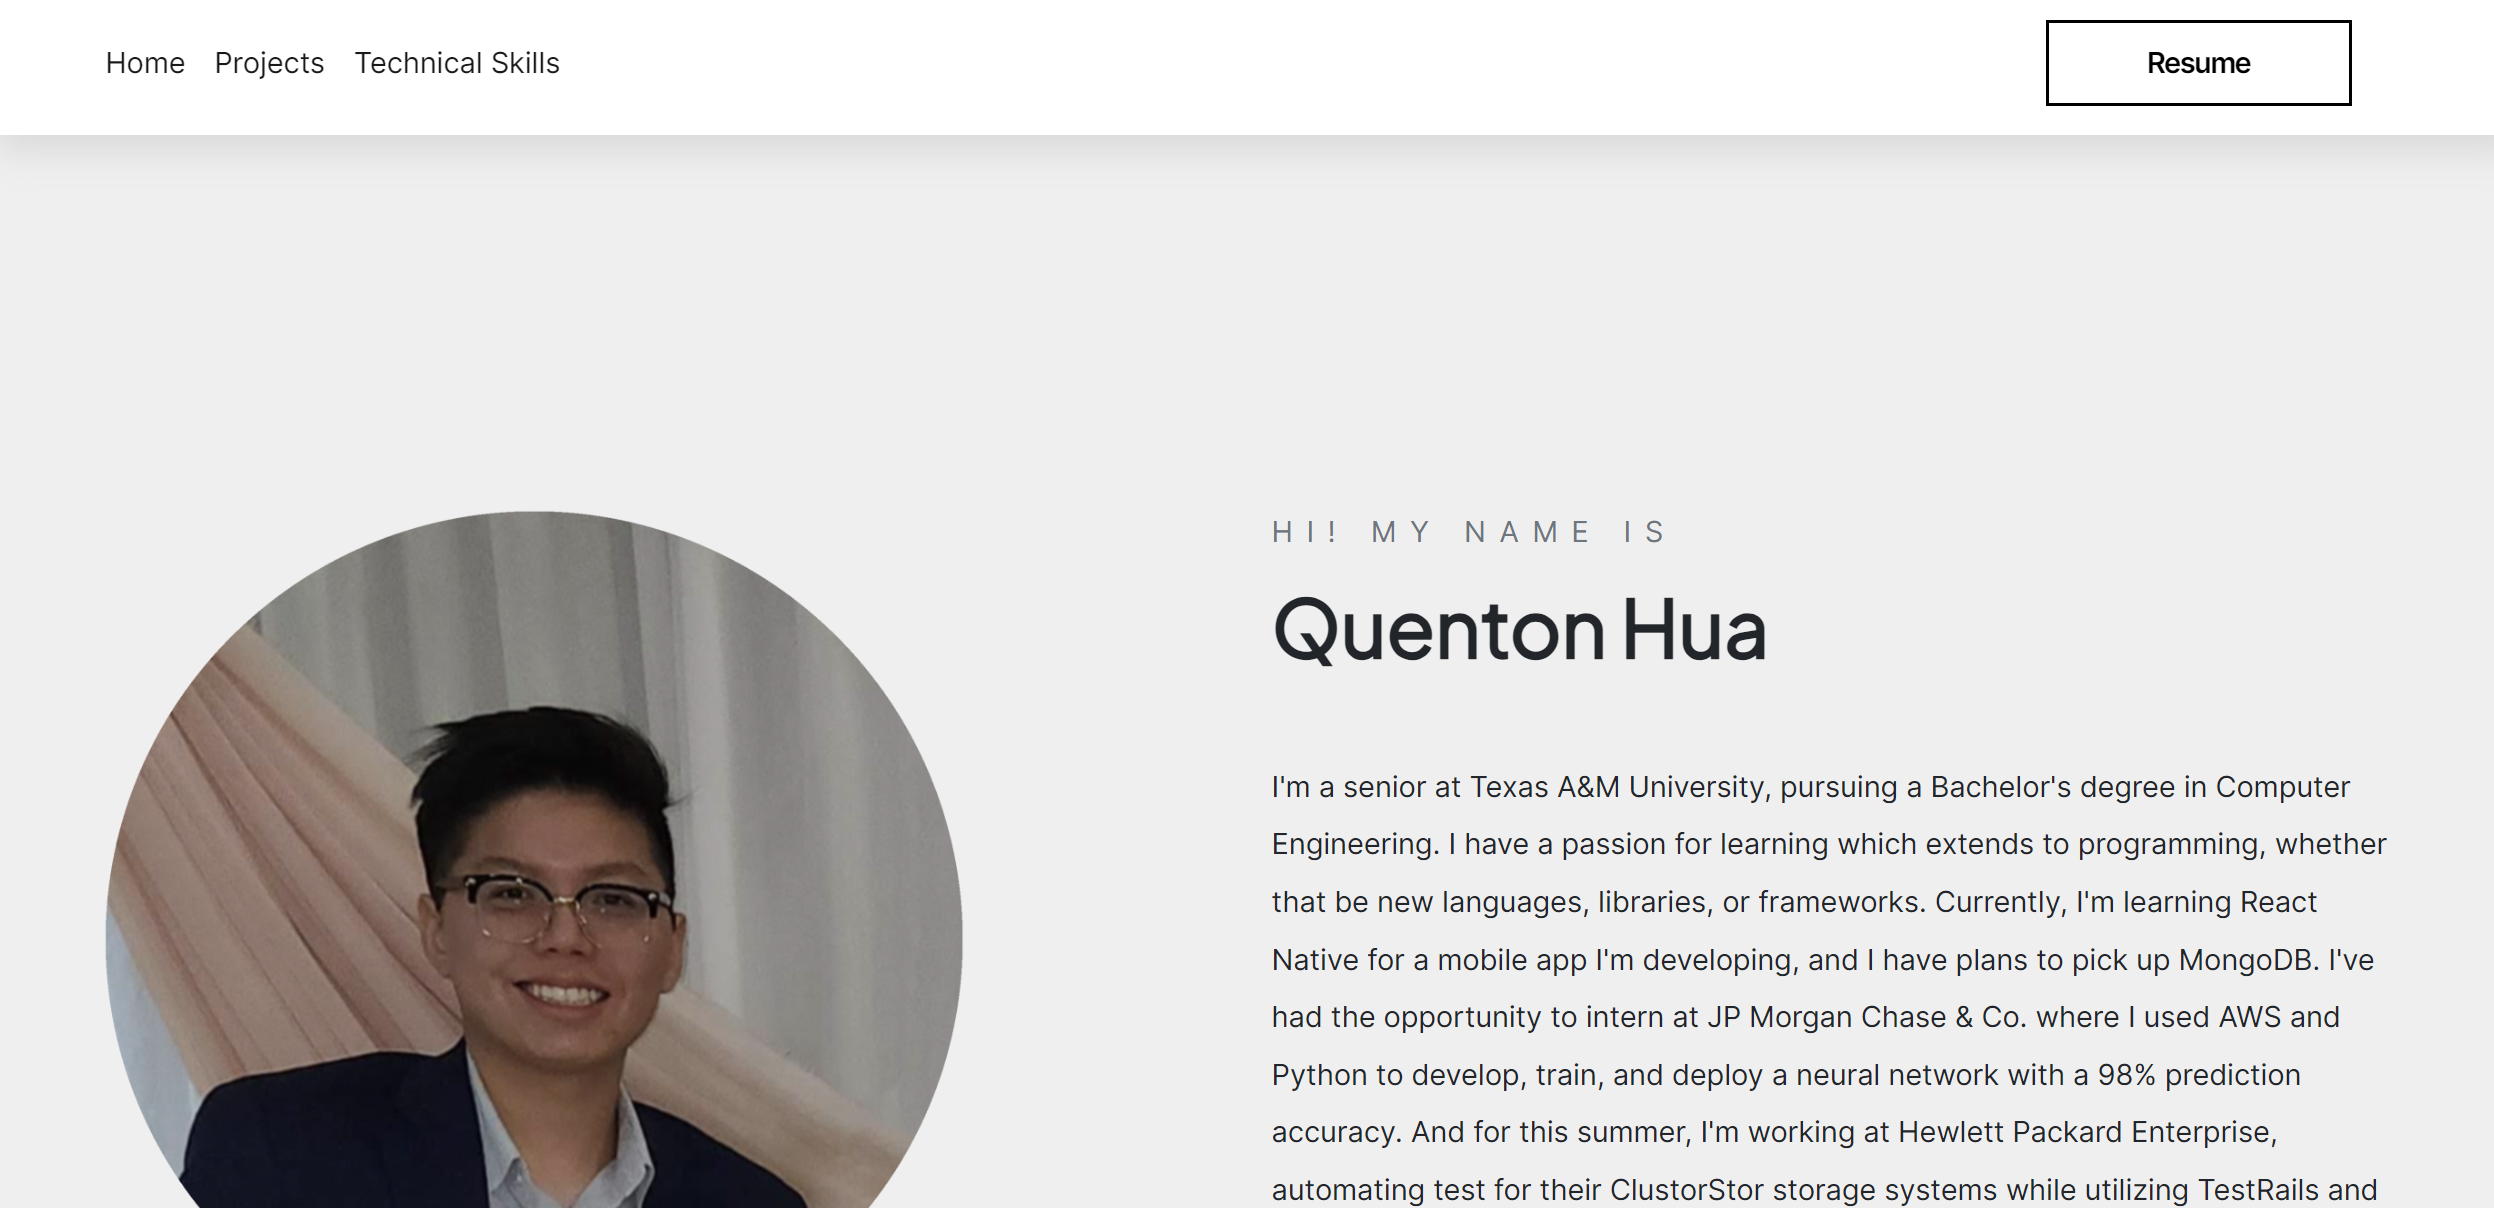 Home Projects Technical Skills
Resume
HI! MY NAME IS
Quenton Hua
I'm a senior at Texas A&M University, pursuing a Bachelor's degree in Computer
Engineering. I have a passion for learning which extends to programming, whether
that be new languages, libraries, or frameworks. Currently, I'm learning React
Native for a mobile app I'm developing, and I have plans to pick up MongoDB. I've
had the opportunity to intern at JP Morgan Chase & Co. where I used AWS and
Python to develop, train, and deploy a neural network with a 98% prediction
accuracy. And for this summer, I'm working at Hewlett Packard Enterprise,
automating test for their ClustorStor storage systems while utilizing TestRails and